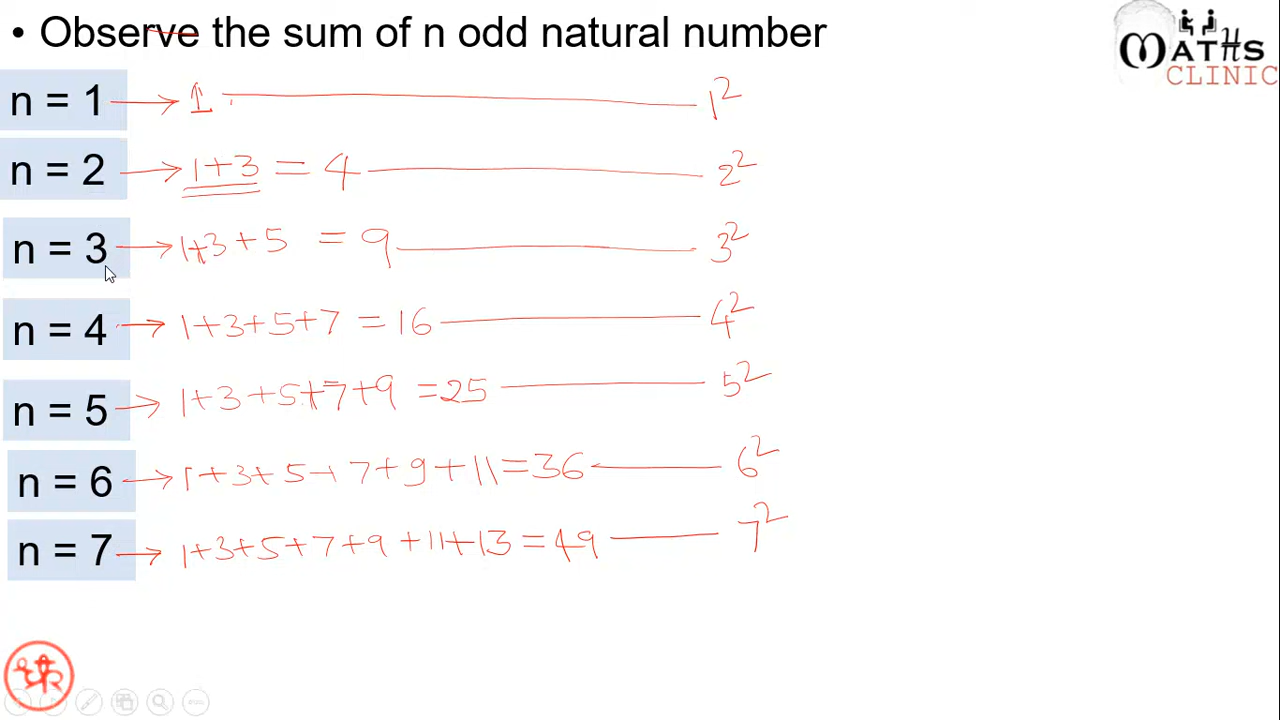 • Observe the sum of n odd natural number
MATHS
CLINIC
n = 1 → 1 1²
n = 2 → 1+3 = 4 2²
n = 3 → 1+3+5 = 9 3²
n = 4 → 1+3+5+7 = 16 4²
n = 5 → 1+3+5+7+9 = 25 5²
n = 6 → 1+3+5+7+9+11=36 6²
n = 7 → 1+3+5+7+9+11+13=49 7²